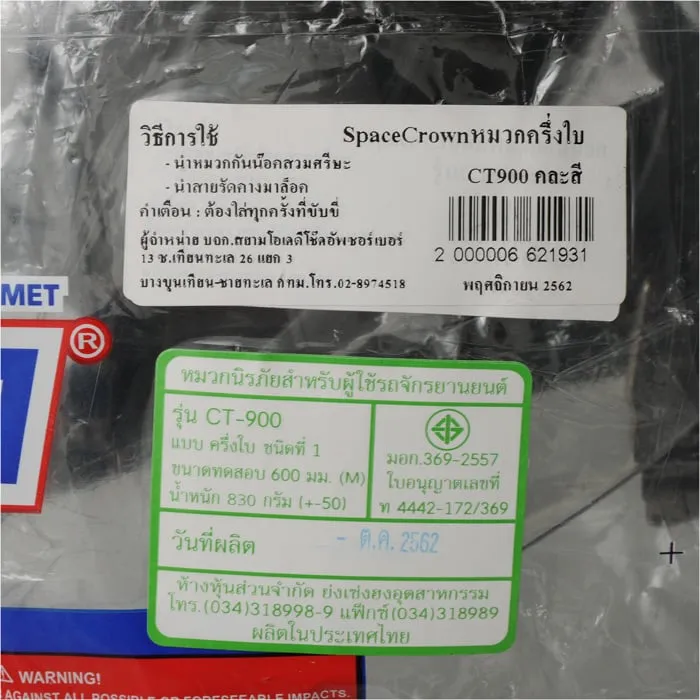 วิธีการใช้
SpaceCrownหมวกครึ่งใบ
- นำหมวกกันน๊อคสวมศรีษะ
- นำสายรัดคางมาล็อค
CT900 คละสี
คำเตือน : ต้องใส่ทุกครั้งที่ขับขี่
ผู้จำหน่าย บจก.สยามโอเดดีโช๊ดอัพซอร์เบอร์
13 ซ.เทียนทะเล 26 แยก 3
2 000006 621931
บางขุนเทียน-ชายทะเล กทม.โทร.02-8974518
พฤศจิกายน 2562
MET
®
หมวกนิรภัยสำหรับผู้ใช้รถจักรยานยนต์
รุ่น CT-900
แบบ ครึ่งใบ ชนิดที่ 1
ขนาดทดสอบ 600 มม. (M)
น้ำหนัก 830 กรัม (+-50)
มอก.369-2557
ใบอนุญาตเลขที่
ท 4442-172/369
วันที่ผลิต
- ต.ค. 2562
ห้างหุ้นส่วนจำกัด ย่งเซ่งฮงอุตสาหกรรม
โทร.(034)318998-9 แฟ็กซ์(034)318989
ผลิตในประเทศไทย
WARNING!
AGAINST ALL POSSIBLE OR FORESEEABLE IMPACTS.